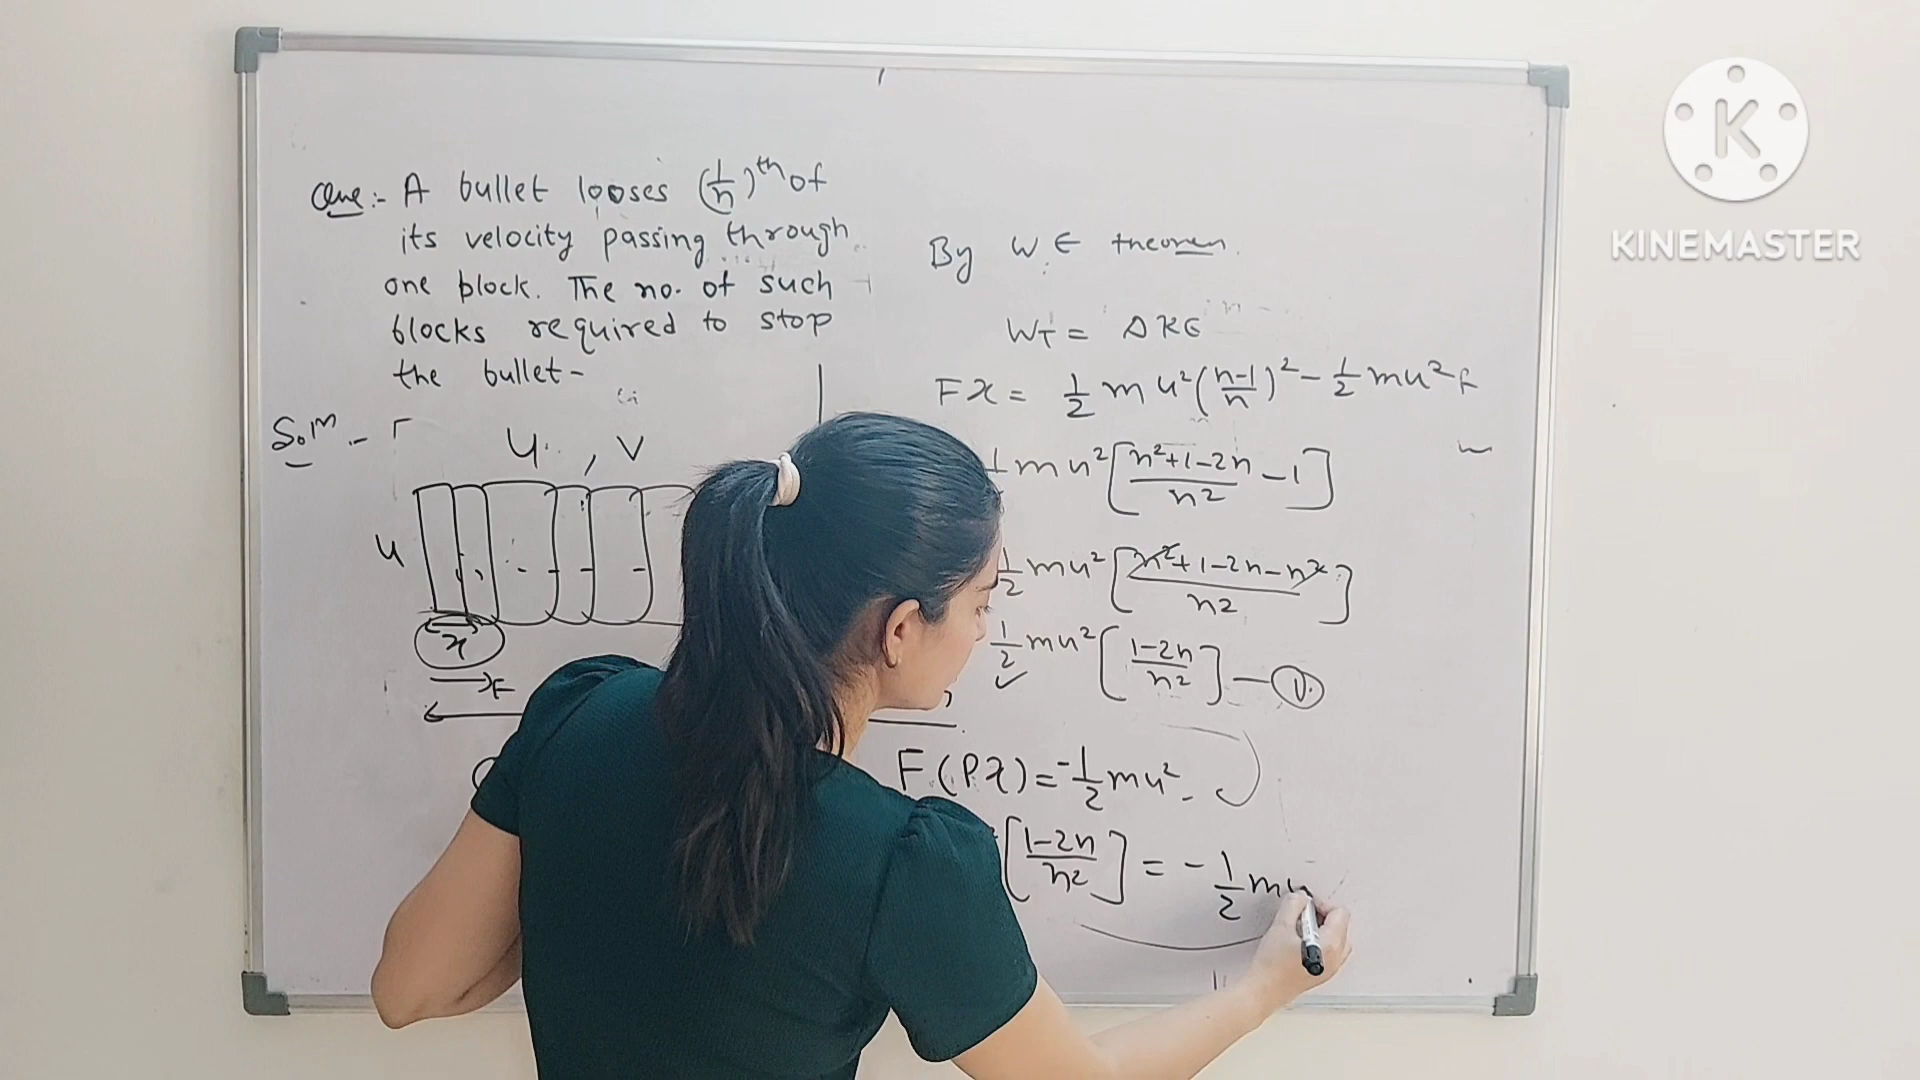 Que:- A bullet looses (1/n)th of
its velocity passing through
one block. The no. of such
blocks required to stop
the bullet-
Soln -
u , v
u
x
F
By W E theorem.
WT = ΔKE
Fx = 1/2 mu²((n-1)/n)² - 1/2 mu²
1/2 mu²[(n²+1-2n)/n² - 1]
1/2 mu²[(n²+1-2n-n²)/n²]
1/2 mu²[(1-2n)/n²] —
F(Px) = -1/2 mu²
[(1-2n)/n²] = - 1/2 mu
KINEMASTER